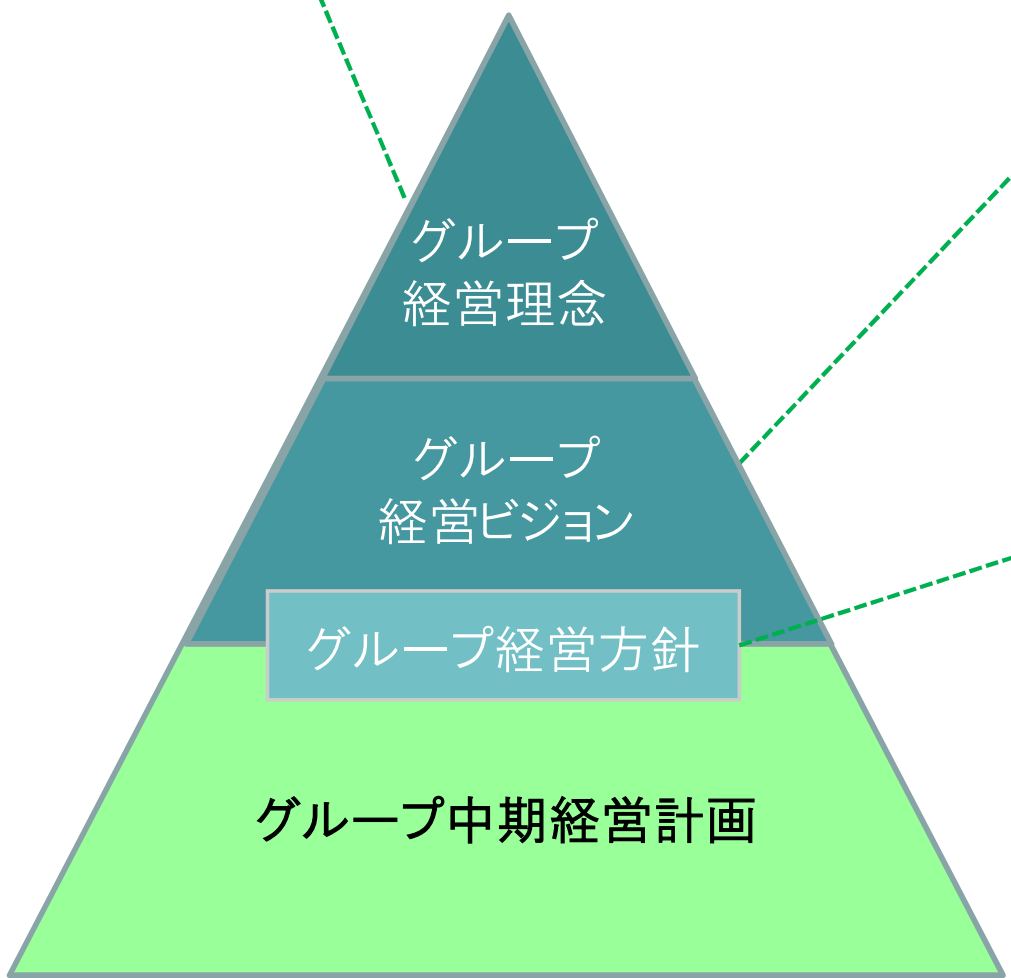 グループ
経営理念
グループ
経営ビジョン
グループ経営方針
グループ中期経営計画